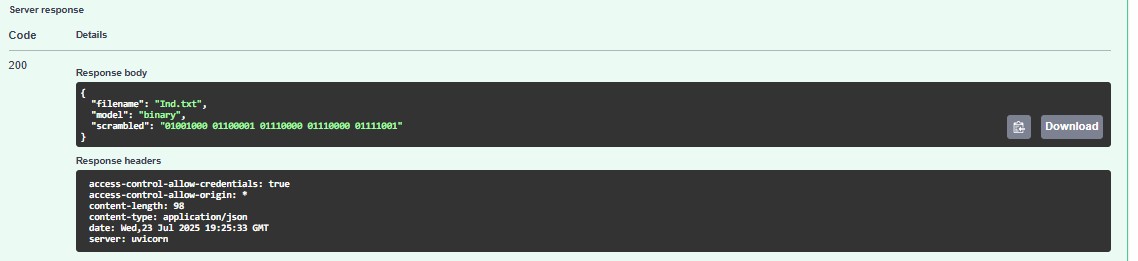 Server response
Code Details
200
Response body
{
"filename": "Ind.txt",
"model": "binary",
"scrambled": "01001000 01100001 01110000 01110000 01111001"
}
Download
Response headers
access-control-allow-credentials: true
access-control-allow-origin: *
content-length: 98
content-type: application/json
date: Wed,23 Jul 2025 19:25:33 GMT
server: uvicorn